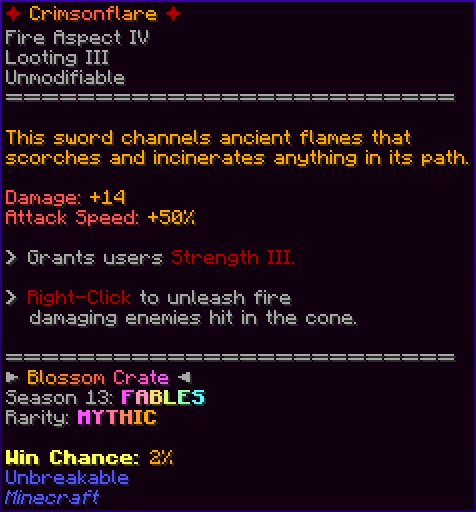 ✦ Crimsonflare ✦
Fire Aspect IV
Looting III
Unmodifiable
============================
This sword channels ancient flames that
scorches and incinerates anything in its path.
Damage: +14
Attack Speed: +50%
> Grants users Strength III.
> Right-Click to unleash fire
damaging enemies hit in the cone.
============================
► Blossom Crate ◄
Season 13: FABLES
Rarity: MYTHIC
Win Chance: 2%
Unbreakable
Minecraft